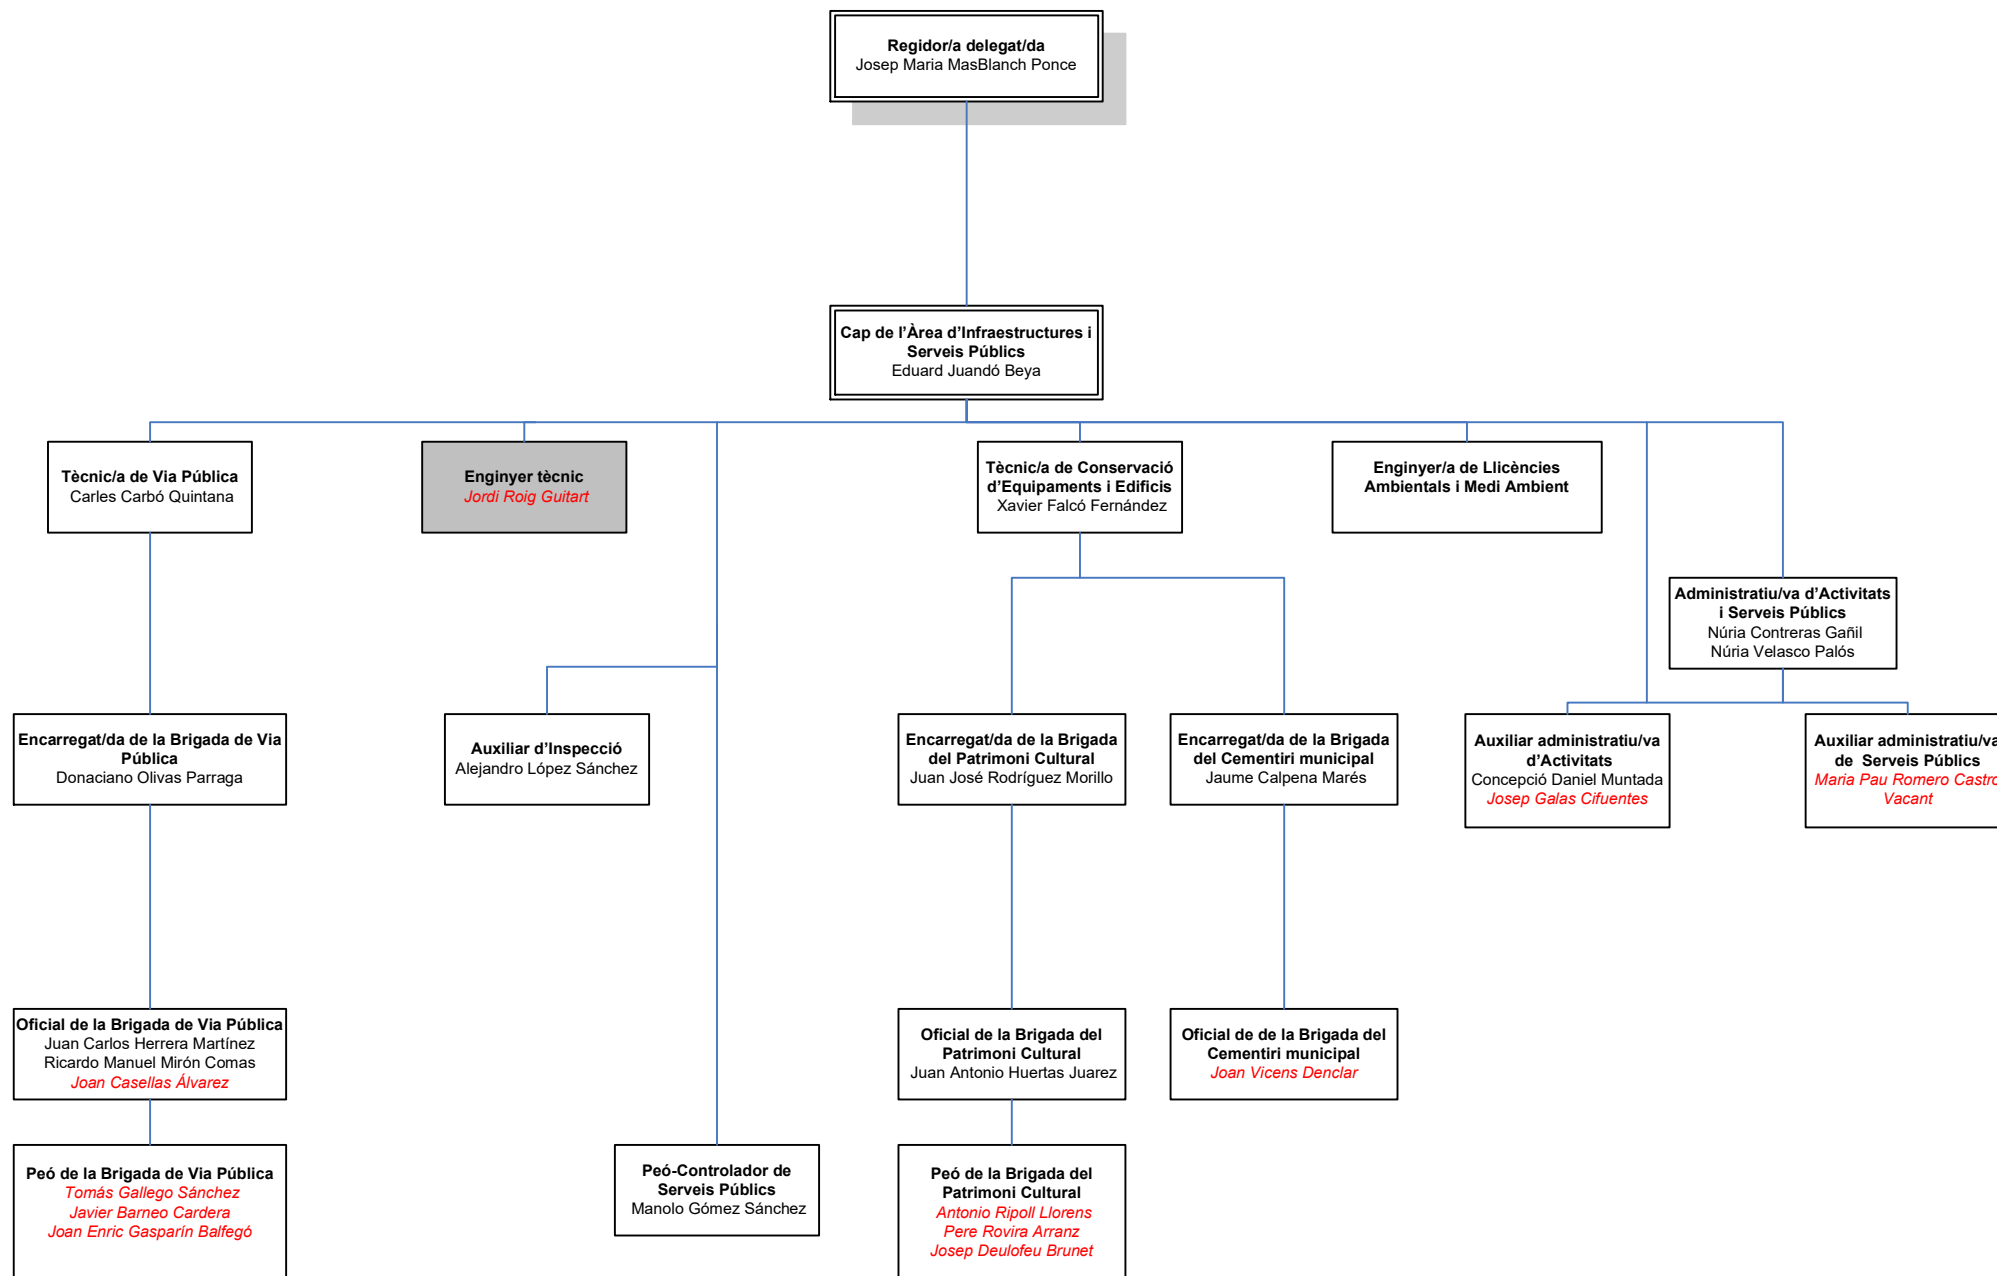 Regidor/a delegat/da
Josep Maria MasBlanch Ponce
Cap de l’Àrea d’Infraestructures i
Serveis Públics
Eduard Juandó Beya
Tècnic/a de Via Pública
Carles Carbó Quintana
Enginyer tècnic
Jordi Roig Guitart
Tècnic/a de Conservació
d’Equipaments i Edificis
Xavier Falcó Fernández
Enginyer/a de Llicències
Ambientals i Medi Ambient
Administratiu/va d’Activitats
i Serveis Públics
Núria Contreras Gañil
Núria Velasco Palós
Encarregat/da de la Brigada de Via
Pública
Donaciano Olivas Parraga
Auxiliar d’Inspecció
Alejandro López Sánchez
Encarregat/da de la Brigada
del Patrimoni Cultural
Juan José Rodríguez Morillo
Encarregat/da de la Brigada
del Cementiri municipal
Jaume Calpena Marés
Auxiliar administratiu/va
d’Activitats
Concepció Daniel Muntada
Josep Galas Cifuentes
Auxiliar administratiu/va
de Serveis Públics
Maria Pau Romero Castro
Vacant
Oficial de la Brigada de Via Pública
Juan Carlos Herrera Martínez
Ricardo Manuel Mirón Comas
Joan Casellas Álvarez
Oficial de la Brigada del
Patrimoni Cultural
Juan Antonio Huertas Juarez
Oficial de de la Brigada del
Cementiri municipal
Joan Vicens Denclar
Peó de la Brigada de Via Pública
Tomás Gallego Sánchez
Javier Barneo Cardera
Joan Enric Gasparín Balfegó
Peó-Controlador de
Serveis Públics
Manolo Gómez Sánchez
Peó de la Brigada del
Patrimoni Cultural
Antonio Ripoll Llorens
Pere Rovira Arranz
Josep Deulofeu Brunet